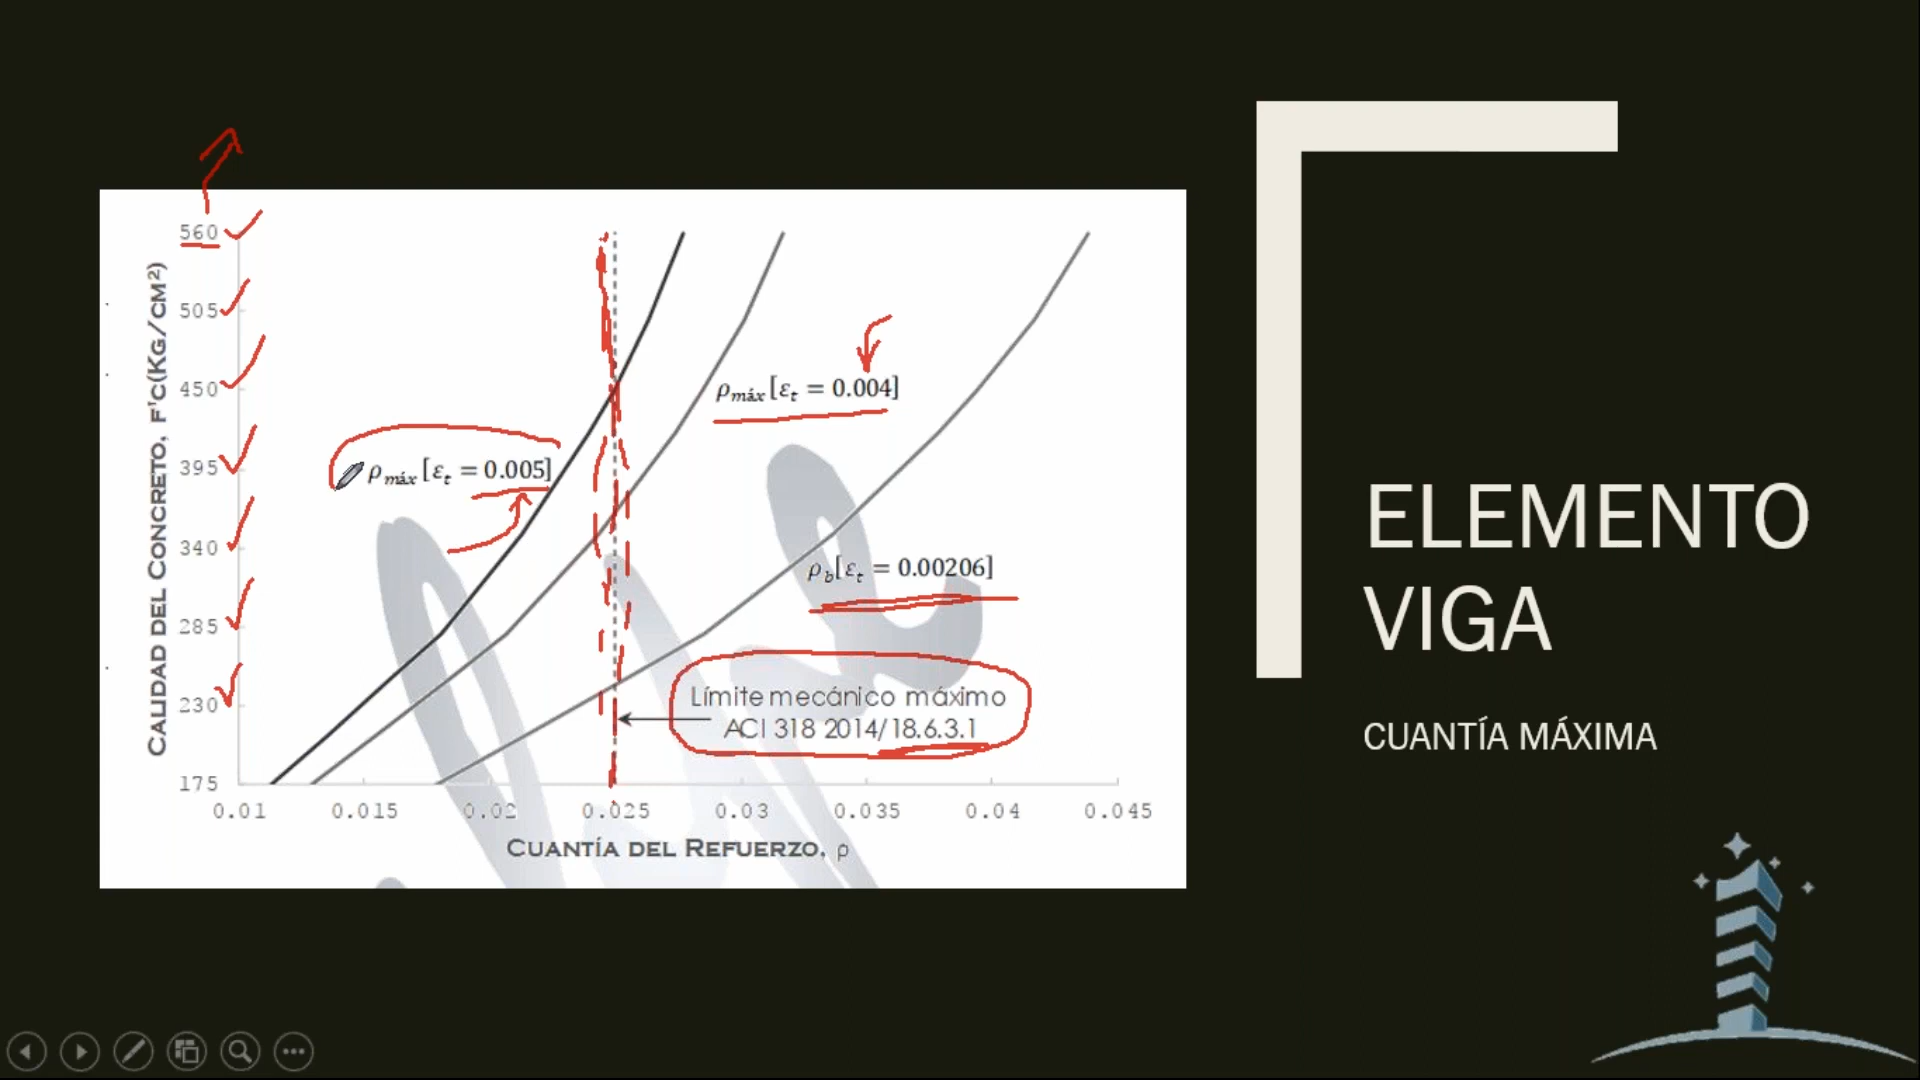 560
505
450
395
340
285
230
175
CALIDAD DEL CONCRETO, F'C(KG/CM²)
ρmáx[εt = 0.004]
ρmáx[εt = 0.005]
ρb[εt = 0.00206]
Límite mecánico máximo
ACI 318 2014/18.6.3.1
0.01 0.015 0.02 0.025 0.03 0.035 0.04 0.045
CUANTÍA DEL REFUERZO, ρ
ELEMENTO
VIGA
CUANTÍA MÁXIMA